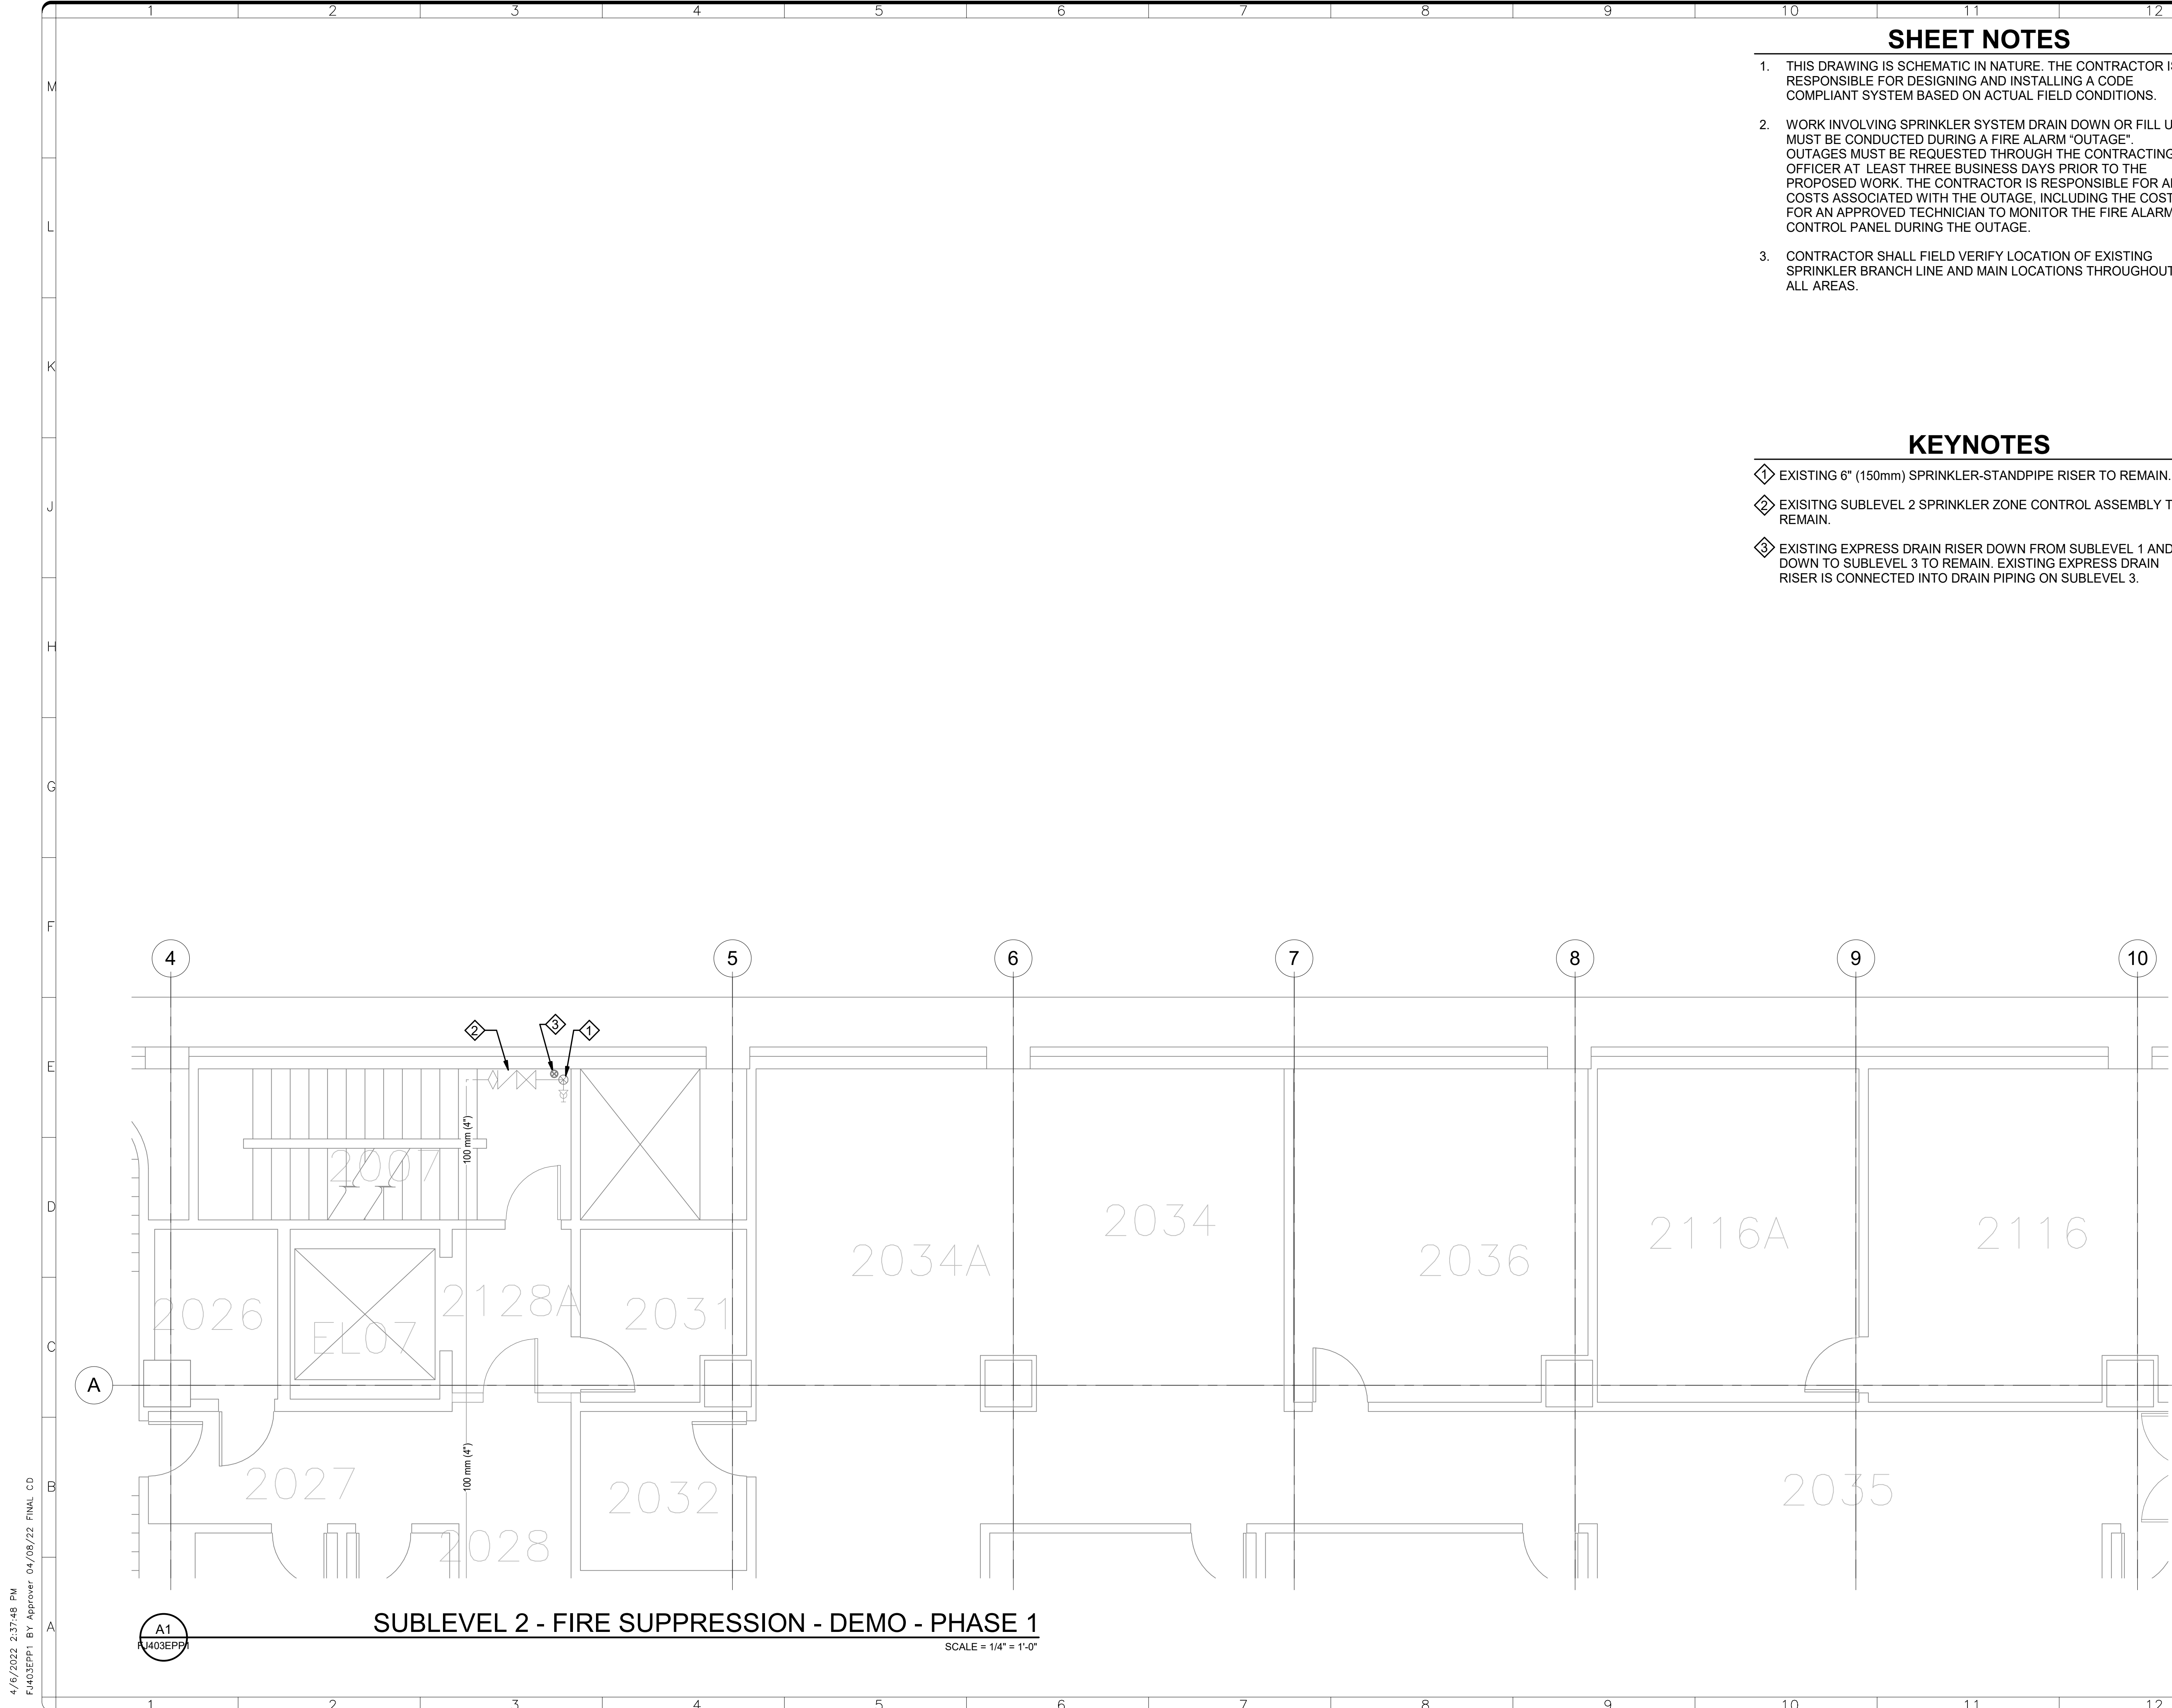 1 2 3 4 5 6 7 8 9 10 11 12
M
L
K
J
H
G
F
E
D
C
B
A
SHEET NOTES
1. THIS DRAWING IS SCHEMATIC IN NATURE. THE CONTRACTOR
RESPONSIBLE FOR DESIGNING AND INSTALLING A CODE
COMPLIANT SYSTEM BASED ON ACTUAL FIELD CONDITIONS.
2. WORK INVOLVING SPRINKLER SYSTEM DRAIN DOWN OR FILL
MUST BE CONDUCTED DURING A FIRE ALARM “OUTAGE".
OUTAGES MUST BE REQUESTED THROUGH THE CONTRACTING
OFFICER AT LEAST THREE BUSINESS DAYS PRIOR TO THE
PROPOSED WORK. THE CONTRACTOR IS RESPONSIBLE FOR
COSTS ASSOCIATED WITH THE OUTAGE, INCLUDING THE COST
FOR AN APPROVED TECHNICIAN TO MONITOR THE FIRE ALARM
CONTROL PANEL DURING THE OUTAGE.
3. CONTRACTOR SHALL FIELD VERIFY LOCATION OF EXISTING
SPRINKLER BRANCH LINE AND MAIN LOCATIONS THROUGHOUT
ALL AREAS.
KEYNOTES
1 EXISTING 6" (150mm) SPRINKLER-STANDPIPE RISER TO REMAIN.
2 EXISITNG SUBLEVEL 2 SPRINKLER ZONE CONTROL ASSEMBLY
REMAIN.
3 EXISTING EXPRESS DRAIN RISER DOWN FROM SUBLEVEL 1 AND
DOWN TO SUBLEVEL 3 TO REMAIN. EXISTING EXPRESS DRAIN
RISER IS CONNECTED INTO DRAIN PIPING ON SUBLEVEL 3.
4 5 6 7 8 9 10
2 3 1
100 mm (4")
2007
2034A
2034
2036
2116A
2116
2026
EL07
2128A
2031
A
100 mm (4")
2027
2028
2032
2035
A1
FJ403EPP1
SUBLEVEL 2 - FIRE SUPPRESSION - DEMO - PHASE 1
SCALE = 1/4" = 1'-0"
4/6/2022 2:37:48 PM
FJ403EPP1 BY Approver 04/08/22 FINAL CD
1 2 3 4 5 6 7 8 9 10 11 12